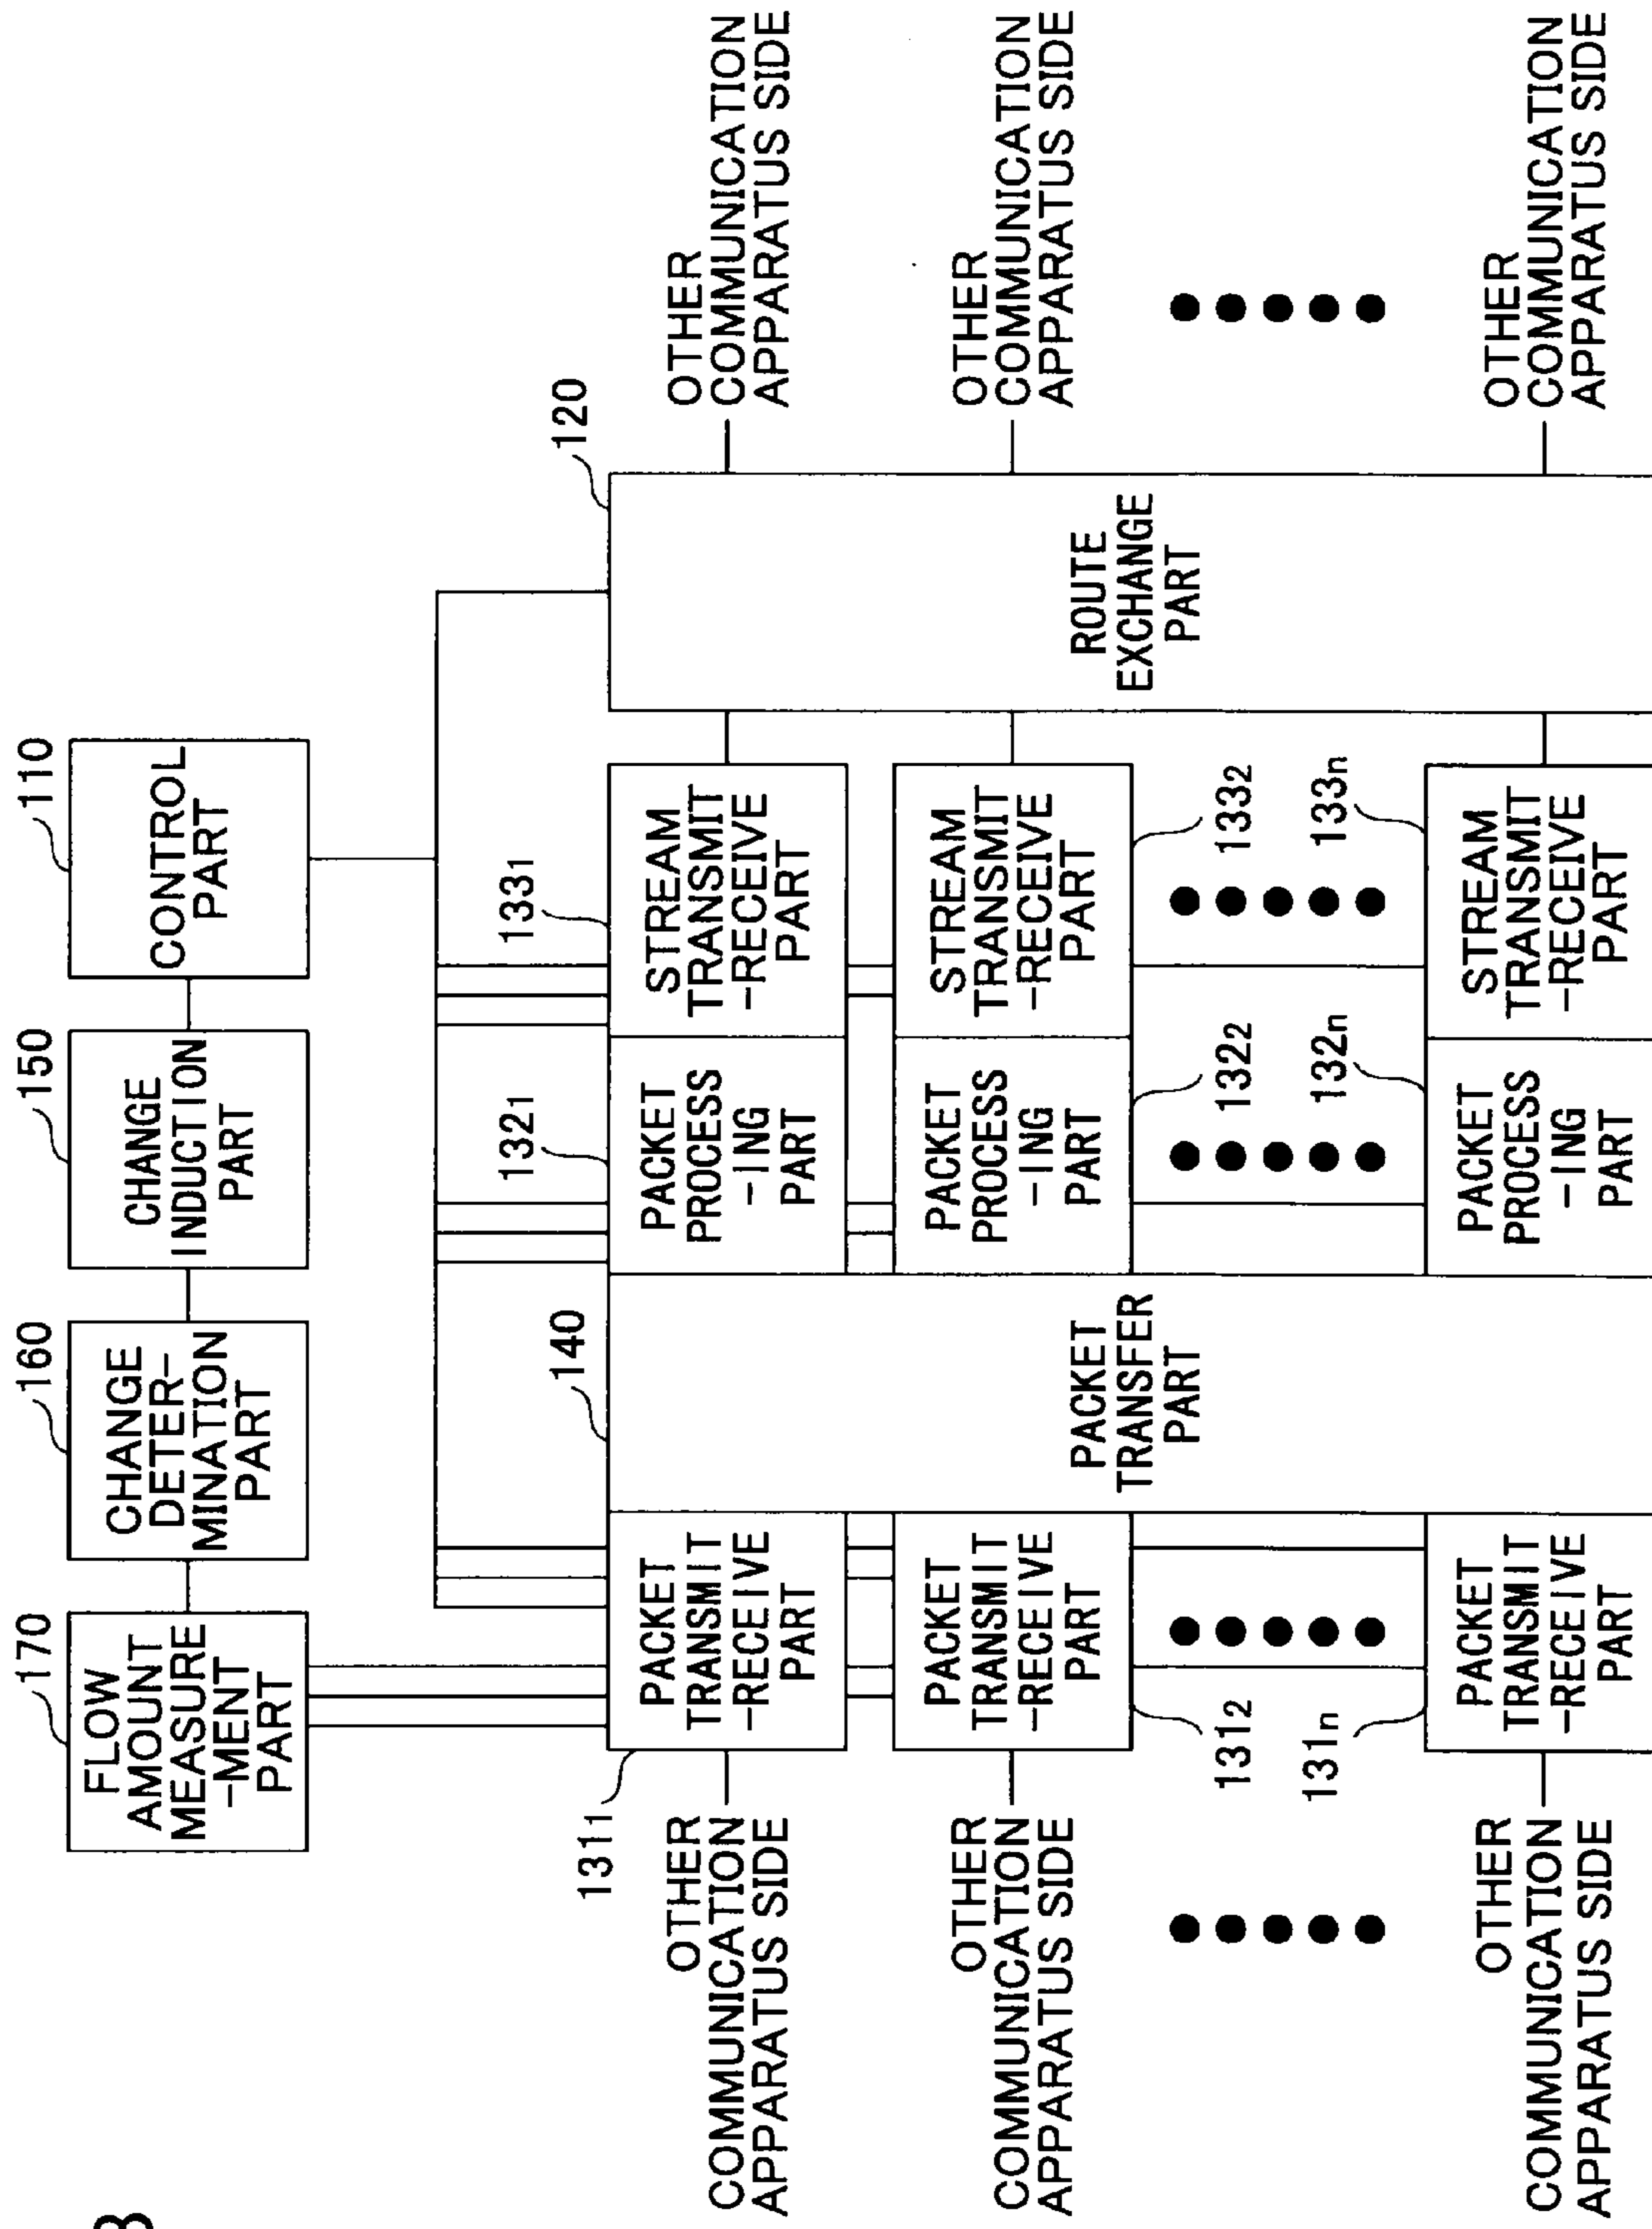 170
FLOW
AMOUNT
MEASURE
-MENT
PART
160
CHANGE
DETER-
MINATION
PART
150
CHANGE
INDUCTION
PART
110
CONTROL
PART
131₁
132₁
133₁
140
120
OTHER
COMMUNICATION
APPARATUS SIDE
PACKET
TRANSMIT
-RECEIVE
PART
PACKET
PROCESS
-ING
PART
STREAM
TRANSMIT
-RECEIVE
PART
OTHER
COMMUNICATION
APPARATUS SIDE
OTHER
COMMUNICATION
APPARATUS SIDE
PACKET
TRANSMIT
-RECEIVE
PART
PACKET
TRANSFER
PART
PACKET
PROCESS
-ING
PART
STREAM
TRANSMIT
-RECEIVE
PART
ROUTE
EXCHANGE
PART
OTHER
COMMUNICATION
APPARATUS SIDE
131₂
132₂
133₂
131ₙ
132ₙ
133ₙ
OTHER
COMMUNICATION
APPARATUS SIDE
PACKET
TRANSMIT
-RECEIVE
PART
PACKET
PROCESS
-ING
PART
STREAM
TRANSMIT
-RECEIVE
PART
OTHER
COMMUNICATION
APPARATUS SIDE